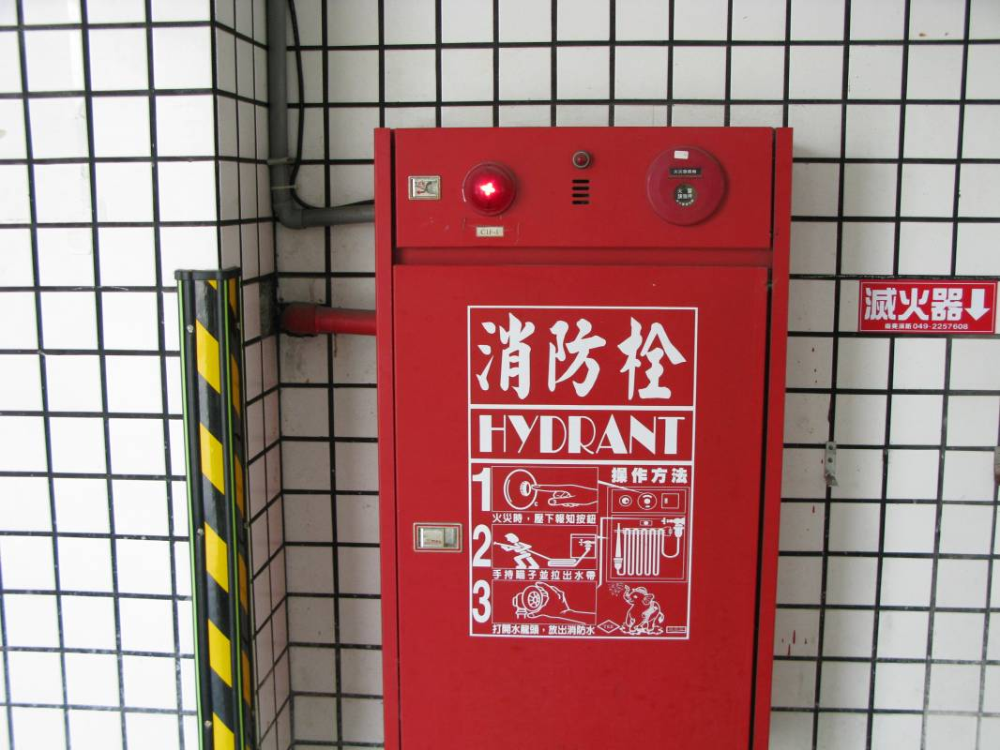 C1F-1
消防栓
HYDRANT
操作方法
1
火災時，壓下報知按鈕
2
手持瞄子並拉出水帶
3
打開水龍頭，放出消防水
滅火器
049-2257608